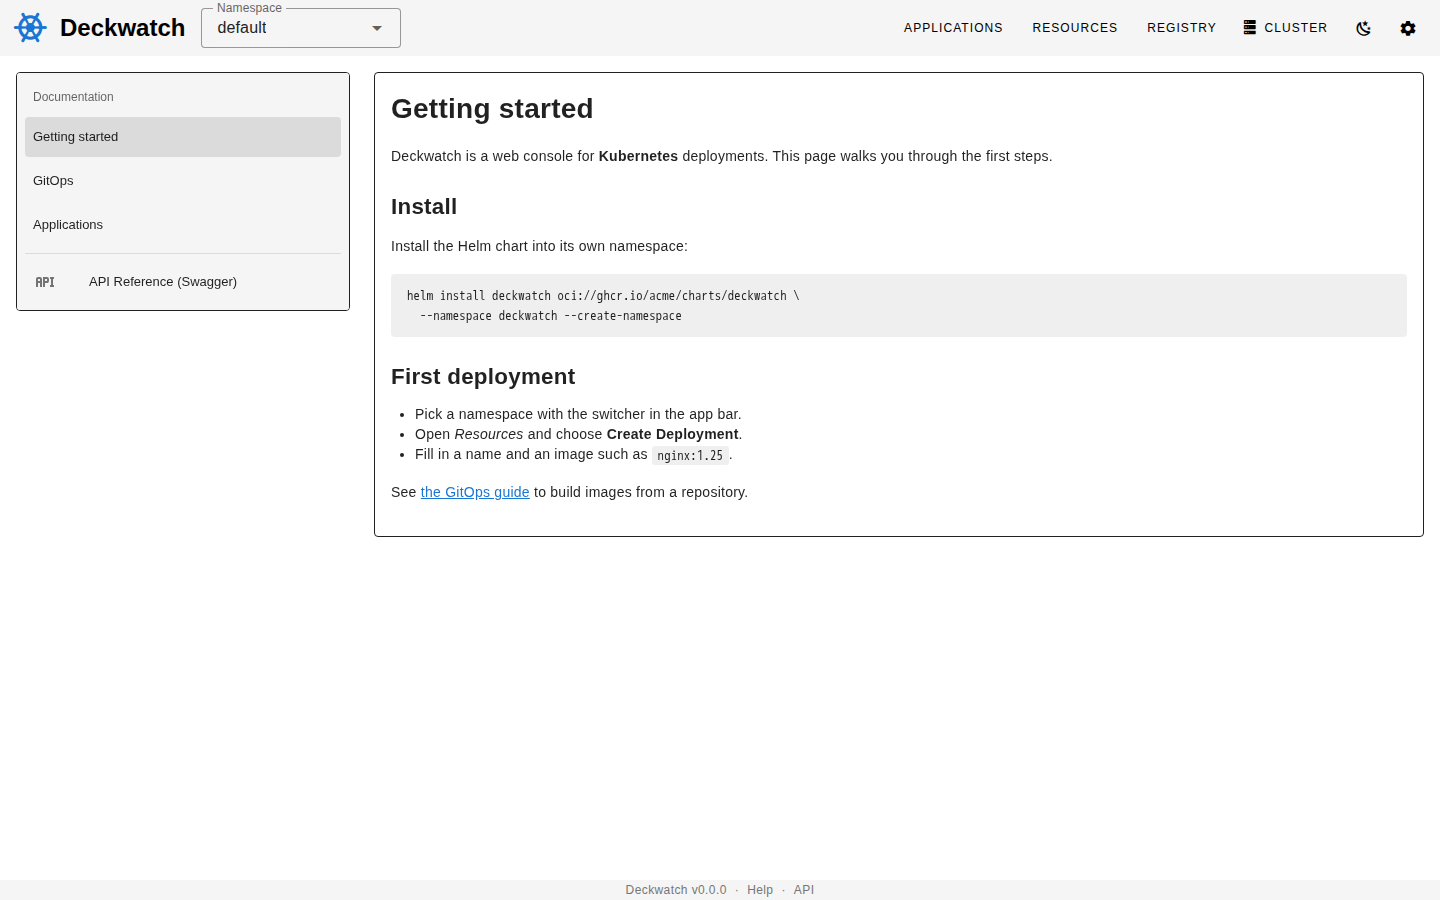 Deckwatch
Namespace
default
APPLICATIONS
RESOURCES
REGISTRY
CLUSTER
Documentation
Getting started
GitOps
Applications
API
API Reference (Swagger)
Getting started
Deckwatch is a web console for Kubernetes deployments. This page walks you through the first steps.
Install
Install the Helm chart into its own namespace:
helm install deckwatch oci://ghcr.io/acme/charts/deckwatch \
--namespace deckwatch --create-namespace
First deployment
• Pick a namespace with the switcher in the app bar.
• Open Resources and choose Create Deployment.
• Fill in a name and an image such as nginx:1.25.
See the GitOps guide to build images from a repository.
Deckwatch v0.0.0 · Help · API